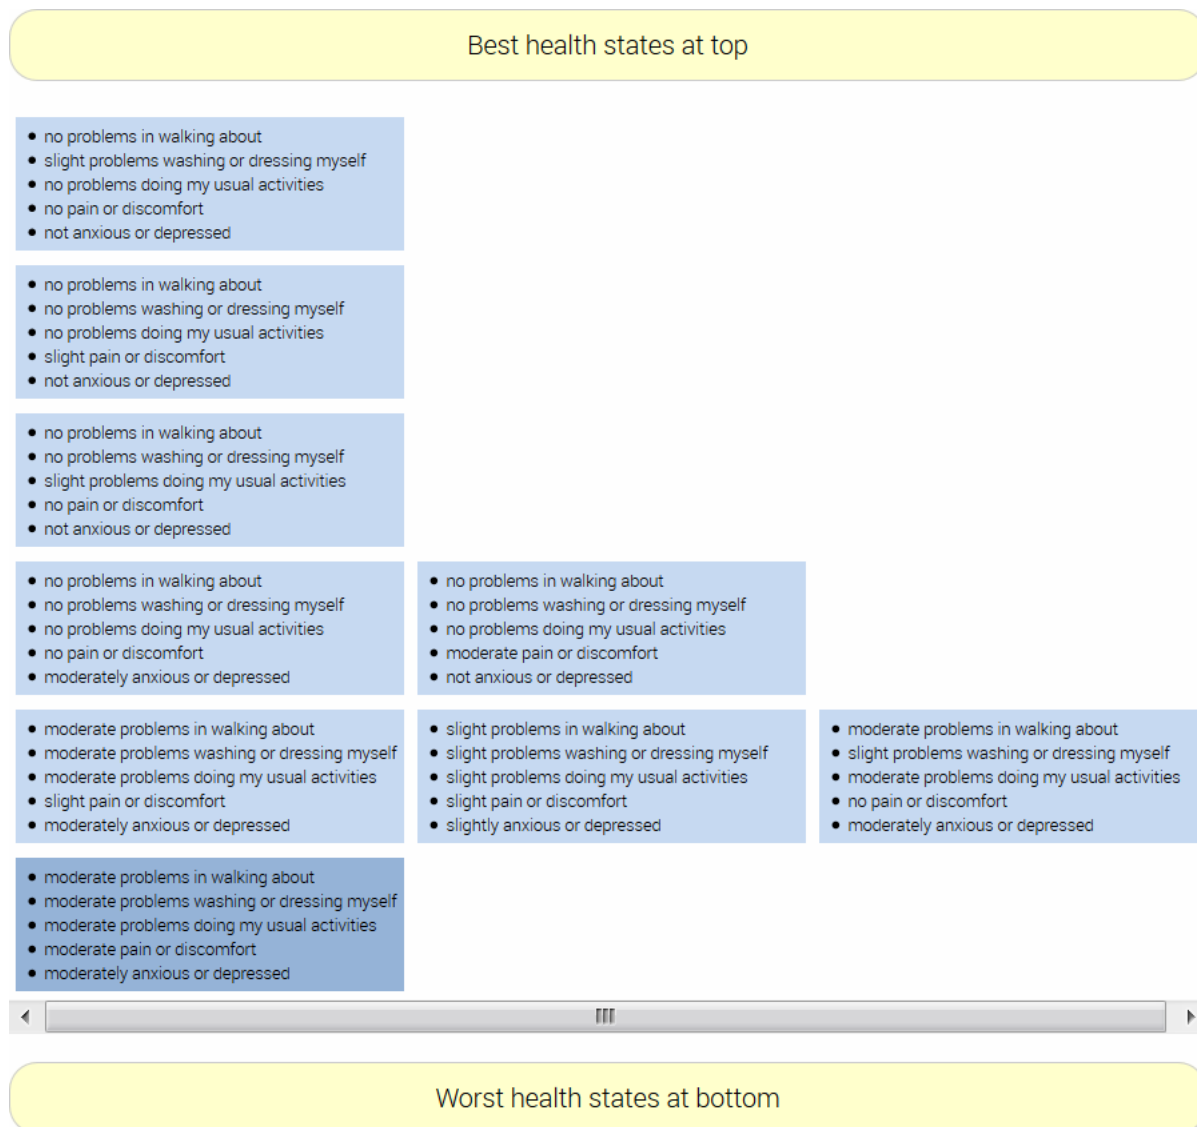 Best health states at top
• no problems in walking about
• slight problems washing or dressing myself
• no problems doing my usual activities
• no pain or discomfort
• not anxious or depressed
• no problems in walking about
• no problems washing or dressing myself
• no problems doing my usual activities
• slight pain or discomfort
• not anxious or depressed
• no problems in walking about
• no problems washing or dressing myself
• slight problems doing my usual activities
• no pain or discomfort
• not anxious or depressed
• no problems in walking about
• no problems washing or dressing myself
• no problems doing my usual activities
• no pain or discomfort
• moderately anxious or depressed
• no problems in walking about
• no problems washing or dressing myself
• no problems doing my usual activities
• moderate pain or discomfort
• not anxious or depressed
• moderate problems in walking about
• moderate problems washing or dressing myself
• moderate problems doing my usual activities
• slight pain or discomfort
• moderately anxious or depressed
• slight problems in walking about
• slight problems washing or dressing myself
• slight problems doing my usual activities
• slight pain or discomfort
• slightly anxious or depressed
• moderate problems in walking about
• slight problems washing or dressing myself
• moderate problems doing my usual activities
• no pain or discomfort
• moderately anxious or depressed
• moderate problems in walking about
• moderate problems washing or dressing myself
• moderate problems doing my usual activities
• moderate pain or discomfort
• moderately anxious or depressed
Worst health states at bottom